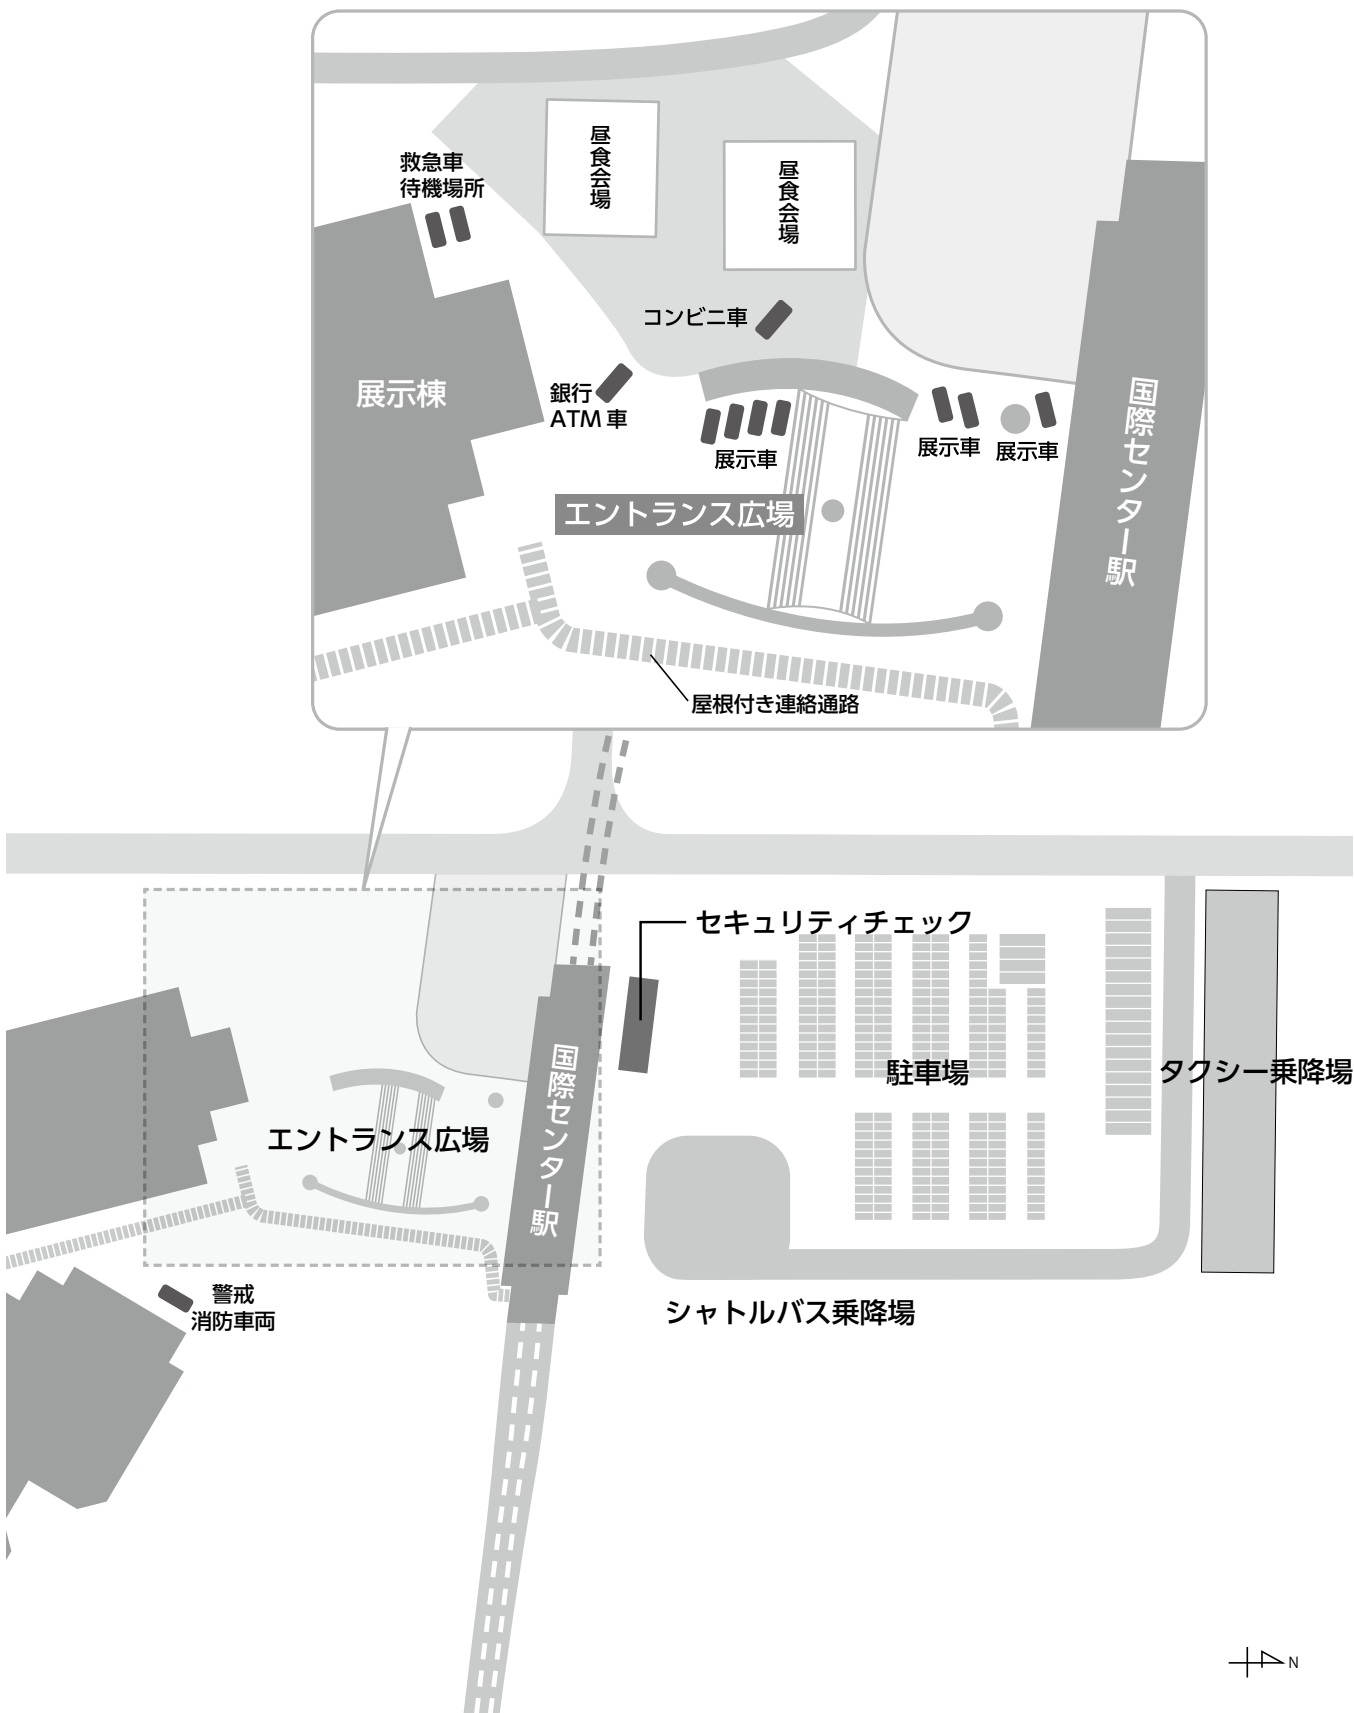 昼食会場
昼食会場
救急車
待機場所
コンビニ車
展示棟
銀行
ATM車
展示車
展示車
展示車
国際センター駅
エントランス広場
屋根付き連絡通路
セキュリティチェック
駐車場
タクシー乗降場
国際センター駅
エントランス広場
警戒
消防車両
シャトルバス乗降場
N